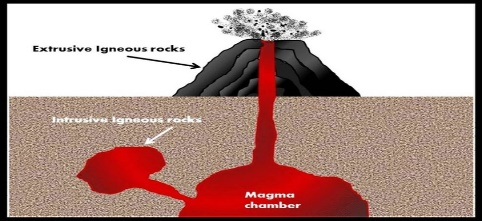 Extrusive Igneous rocks
Intrusive Igneous rocks
Magma
chamber